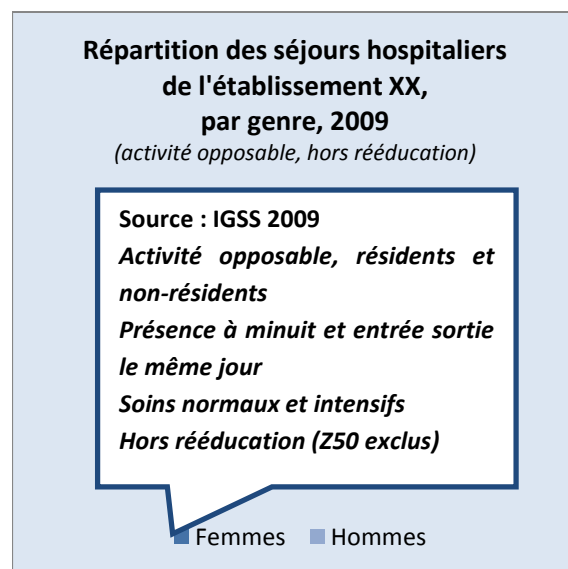 Répartition des séjours hospitaliers
de l'établissement XX,
par genre, 2009
(activité opposable, hors rééducation)
Source : IGSS 2009
Activité opposable, résidents et
non-résidents
Présence à minuit et entrée sortie
le même jour
Soins normaux et intensifs
Hors rééducation (Z50 exclus)
Femmes Hommes